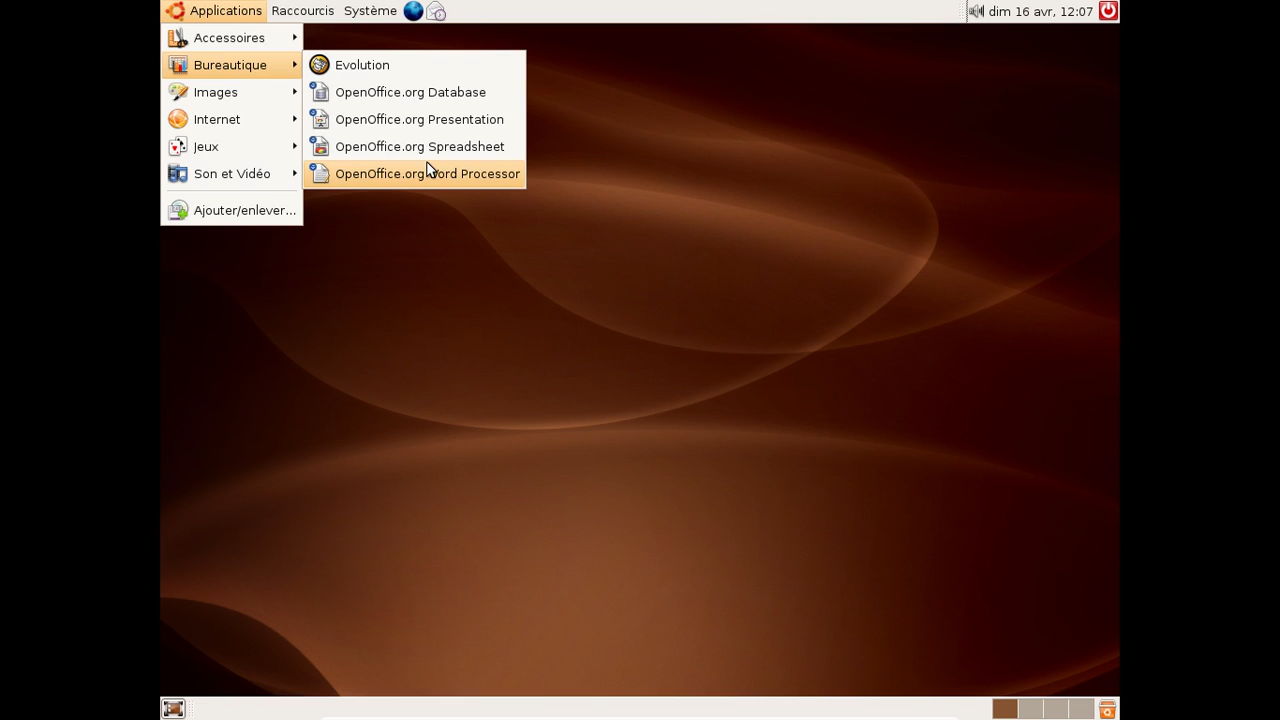 Applications Raccourcis Système dim 16 avr, 12:07
Accessoires
Bureautique
Images
Internet
Jeux
Son et Vidéo
Ajouter/enlever...
Evolution
OpenOffice.org Database
OpenOffice.org Presentation
OpenOffice.org Spreadsheet
OpenOffice.org Word Processor